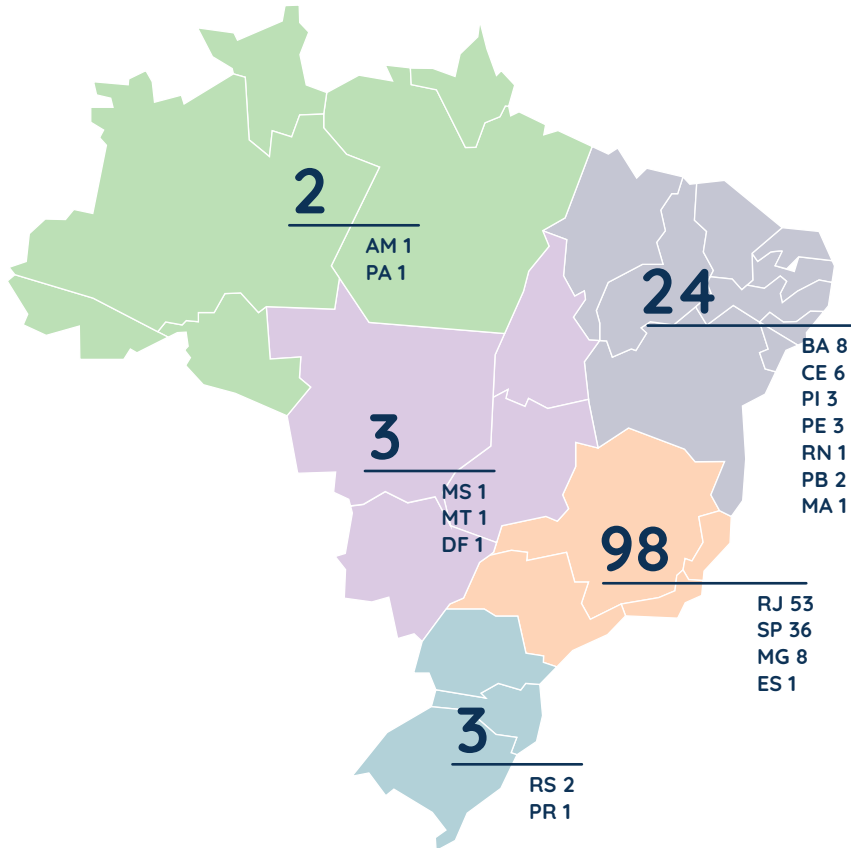 2
AM 1
PA 1
24
BA 8
CE 6
PI 3
PE 3
RN 1
PB 2
MA 1
3
MS 1
MT 1
DF 1
98
RJ 53
SP 36
MG 8
ES 1
3
RS 2
PR 1